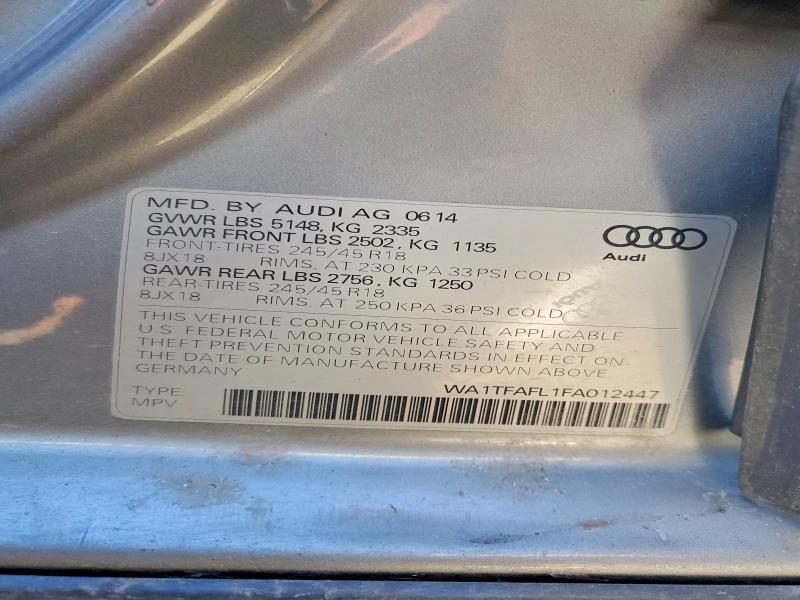 MFD. BY AUDI AG 06 14
GVWR LBS 5148, KG 2335
GAWR FRONT LBS 2502, KG 1135
FRONT-TIRES 245/45 R18
8JX18 RIMS, AT 230 KPA 33 PSI COLD
GAWR REAR LBS 2756, KG 1250
REAR-TIRES 245/45 R18
8JX18 RIMS, AT 250 KPA 36 PSI COLD
Audi
THIS VEHICLE CONFORMS TO ALL APPLICABLE
U S FEDERAL MOTOR VEHICLE SAFETY AND
THEFT PREVENTION STANDARDS IN EFFECT ON
THE DATE OF MANUFACTURE SHOWN ABOVE
GERMANY
TYPE WA1TFAFL1FA012447
MPV